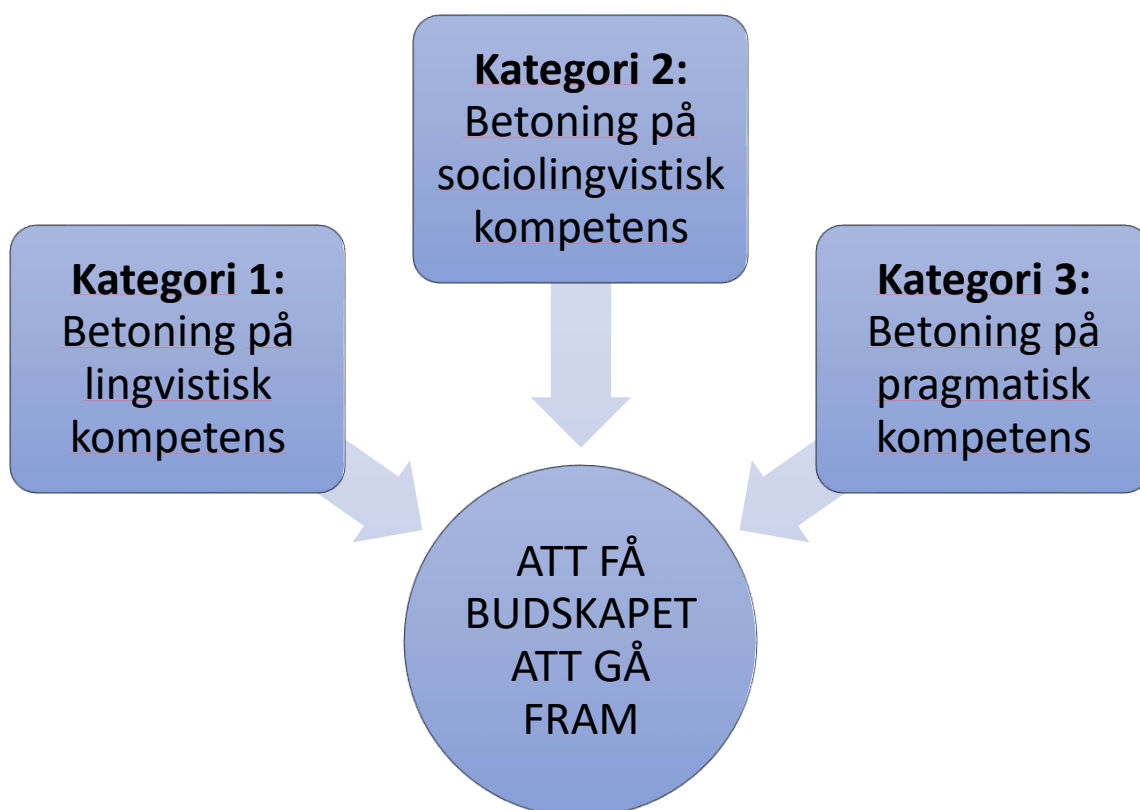 Kategori 1:
Betoning på
lingvistisk
kompetens
Kategori 2:
Betoning på
sociolingvistisk
kompetens
Kategori 3:
Betoning på
pragmatisk
kompetens
ATT FÅ
BUDSKAPET
ATT GÅ
FRAM